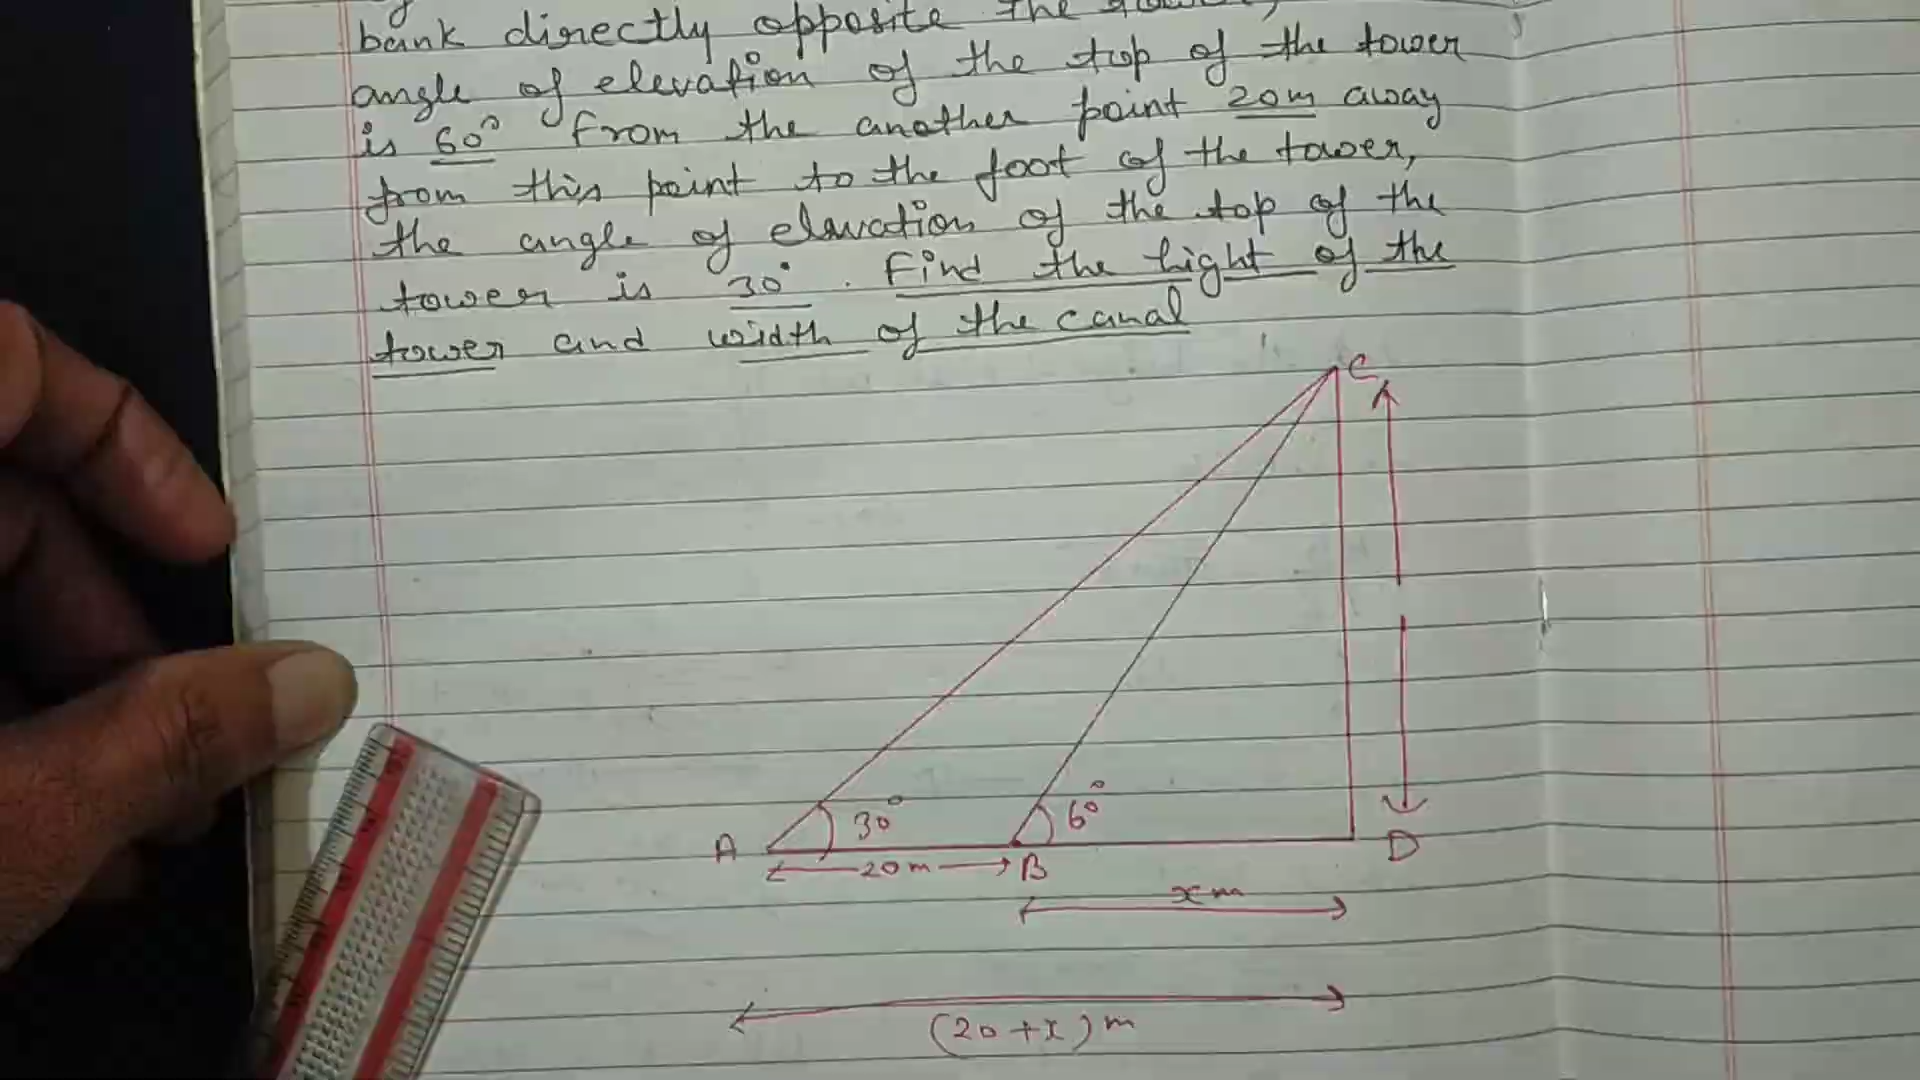 bank directly opposite the
angle of elevation of the top of the tower
is 60° from the another point 20m away
from this point to the foot of the tower,
the angle of elavation of the top of the
tower is 30°. Find the hight of the
tower and width of the canal
C
30°
60°
A
D
20m
B
xm
(20+x)m